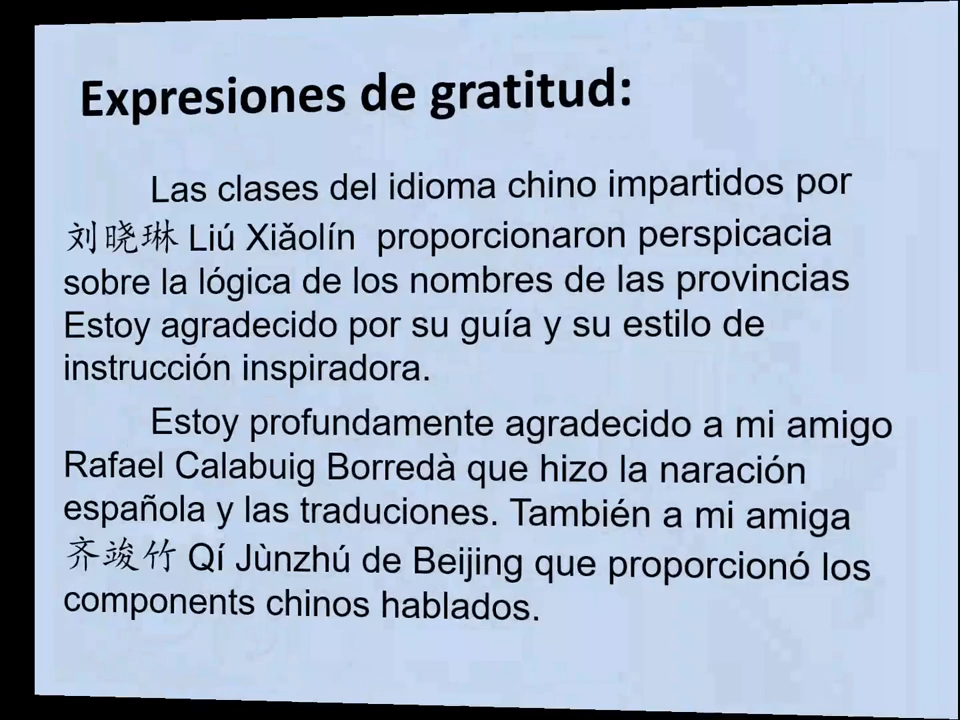 Expresiones de gratitud:
Las clases del idioma chino impartidos por
刘晓琳 Liú Xiǎolín proporcionaron perspicacia
sobre la lógica de los nombres de las provincias
Estoy agradecido por su guía y su estilo de
instrucción inspiradora.
Estoy profundamente agradecido a mi amigo
Rafael Calabuig Borredà que hizo la naración
española y las traduciones. También a mi amiga
齐竣竹 Qí Jùnzhú de Beijing que proporcionó los
components chinos hablados.